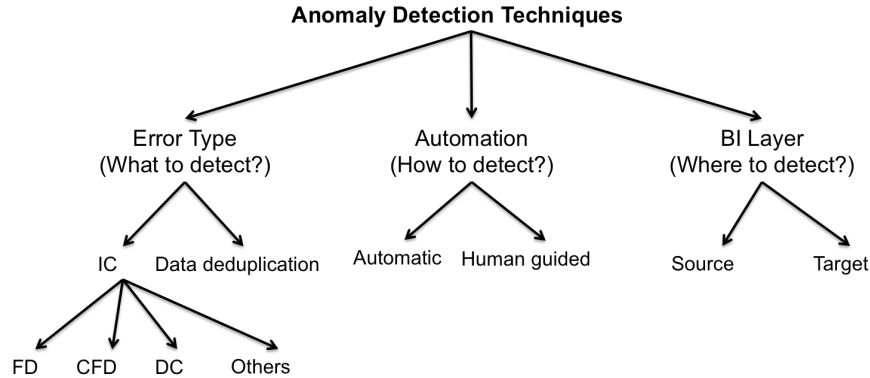 Anomaly Detection Techniques
Error Type
(What to detect?)
Automation
(How to detect?)
BI Layer
(Where to detect?)
IC
Data deduplication
Automatic
Human guided
Source
Target
FD
CFD
DC
Others